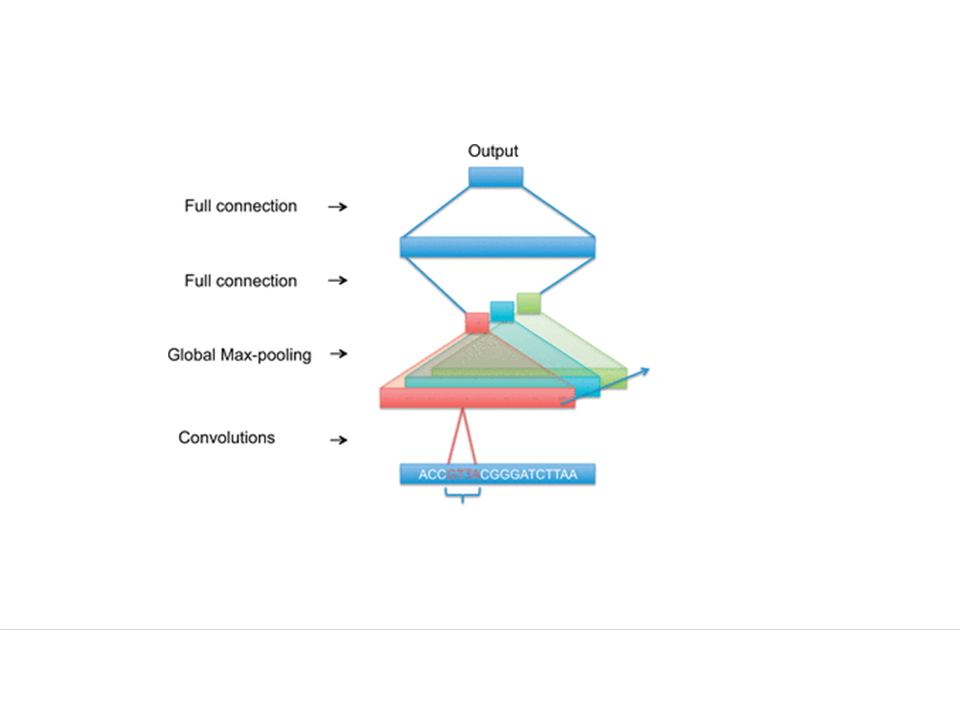 Output
Full connection
Full connection
Global Max-pooling
Convolutions
ACCGTTACGGGATCTTAA